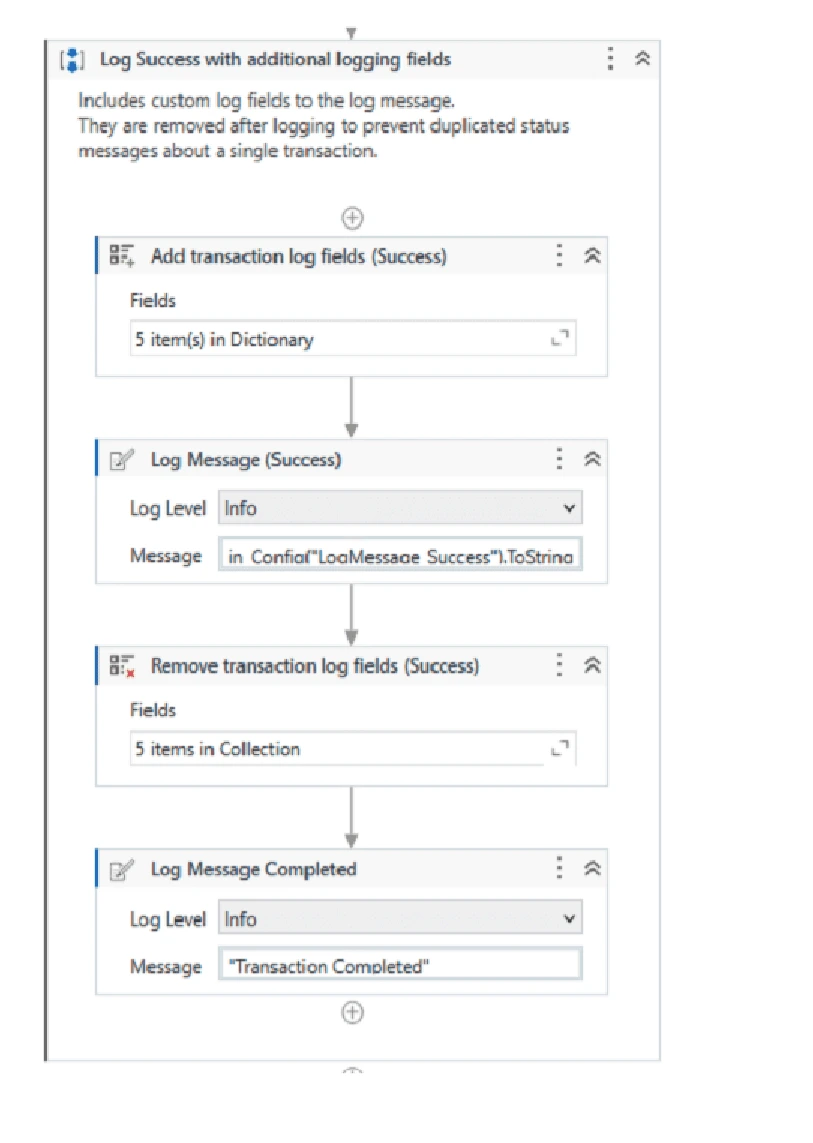 Log Success with additional logging fields
Includes custom log fields to the log message.
They are removed after logging to prevent duplicated status
messages about a single transaction.
Add transaction log fields (Success)
Fields
5 item(s) in Dictionary
Log Message (Success)
Log Level Info
Message in_Config("LogMessage_Success").ToString
Remove transaction log fields (Success)
Fields
5 items in Collection
Log Message Completed
Log Level Info
Message "Transaction Completed"